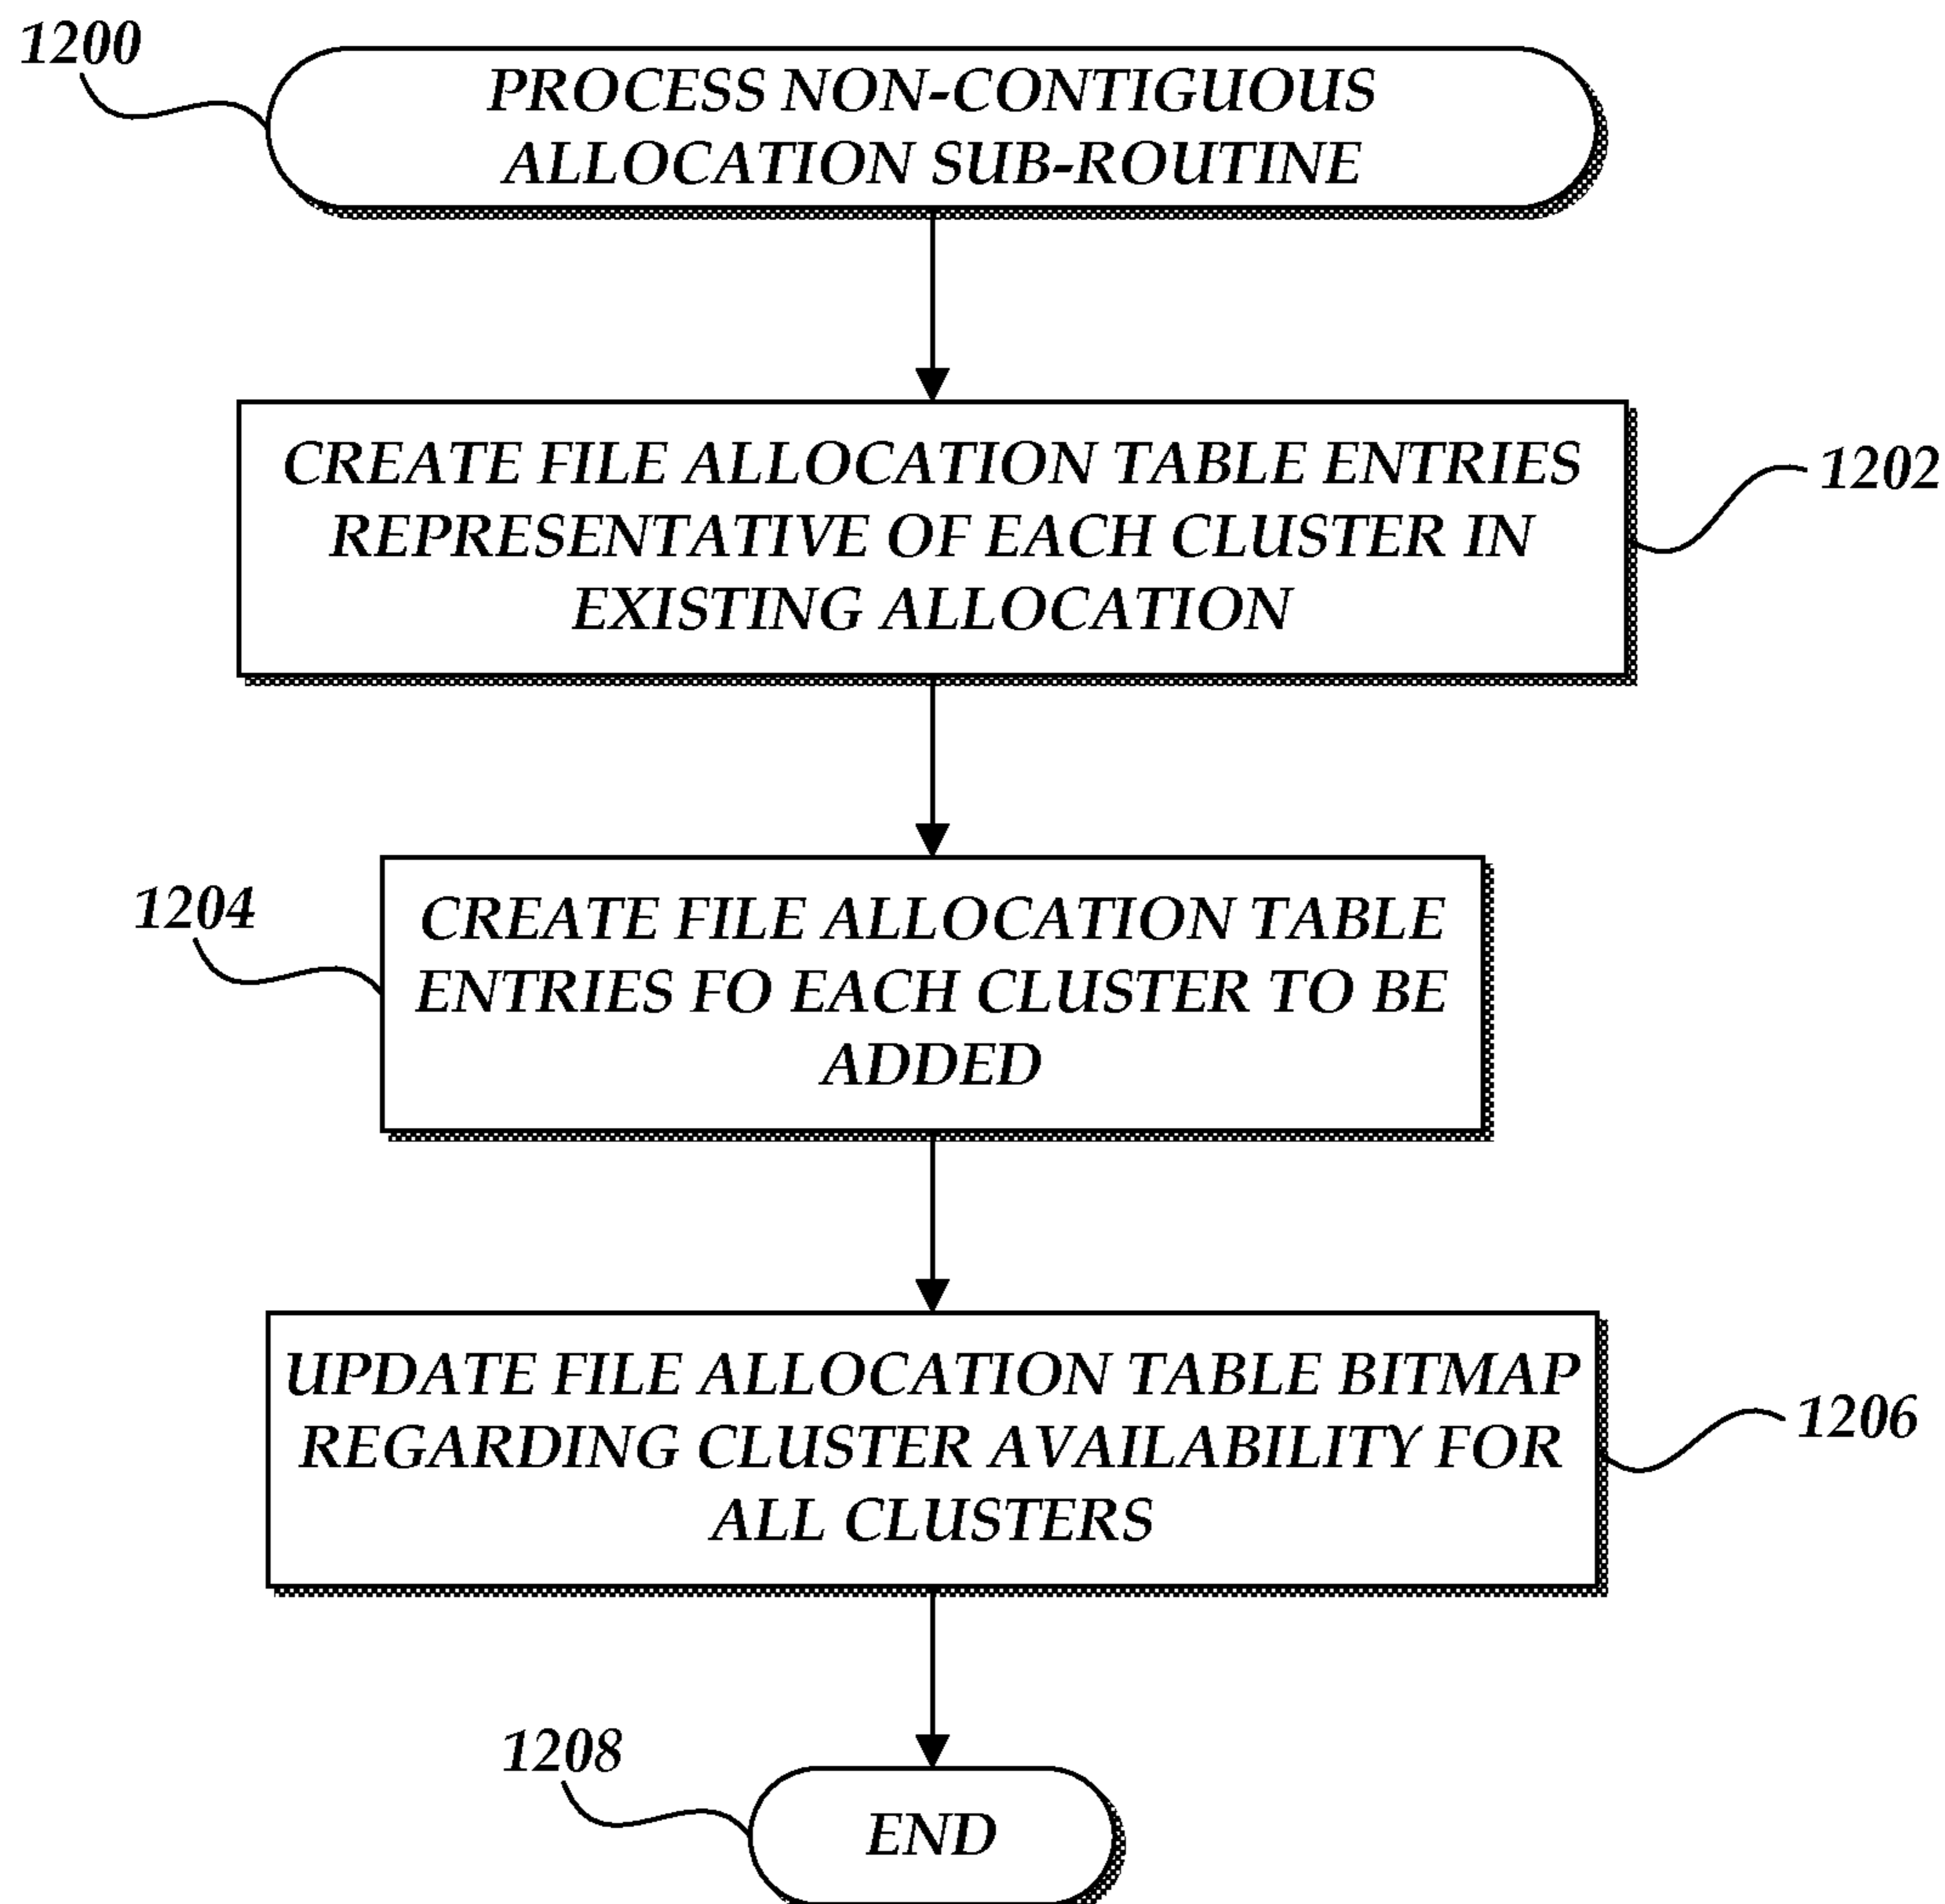 1200
PROCESS NON-CONTIGUOUS
ALLOCATION SUB-ROUTINE
CREATE FILE ALLOCATION TABLE ENTRIES
REPRESENTATIVE OF EACH CLUSTER IN
EXISTING ALLOCATION
1202
1204
CREATE FILE ALLOCATION TABLE
ENTRIES FO EACH CLUSTER TO BE
ADDED
UPDATE FILE ALLOCATION TABLE BITMAP
REGARDING CLUSTER AVAILABILITY FOR
ALL CLUSTERS
1206
1208
END